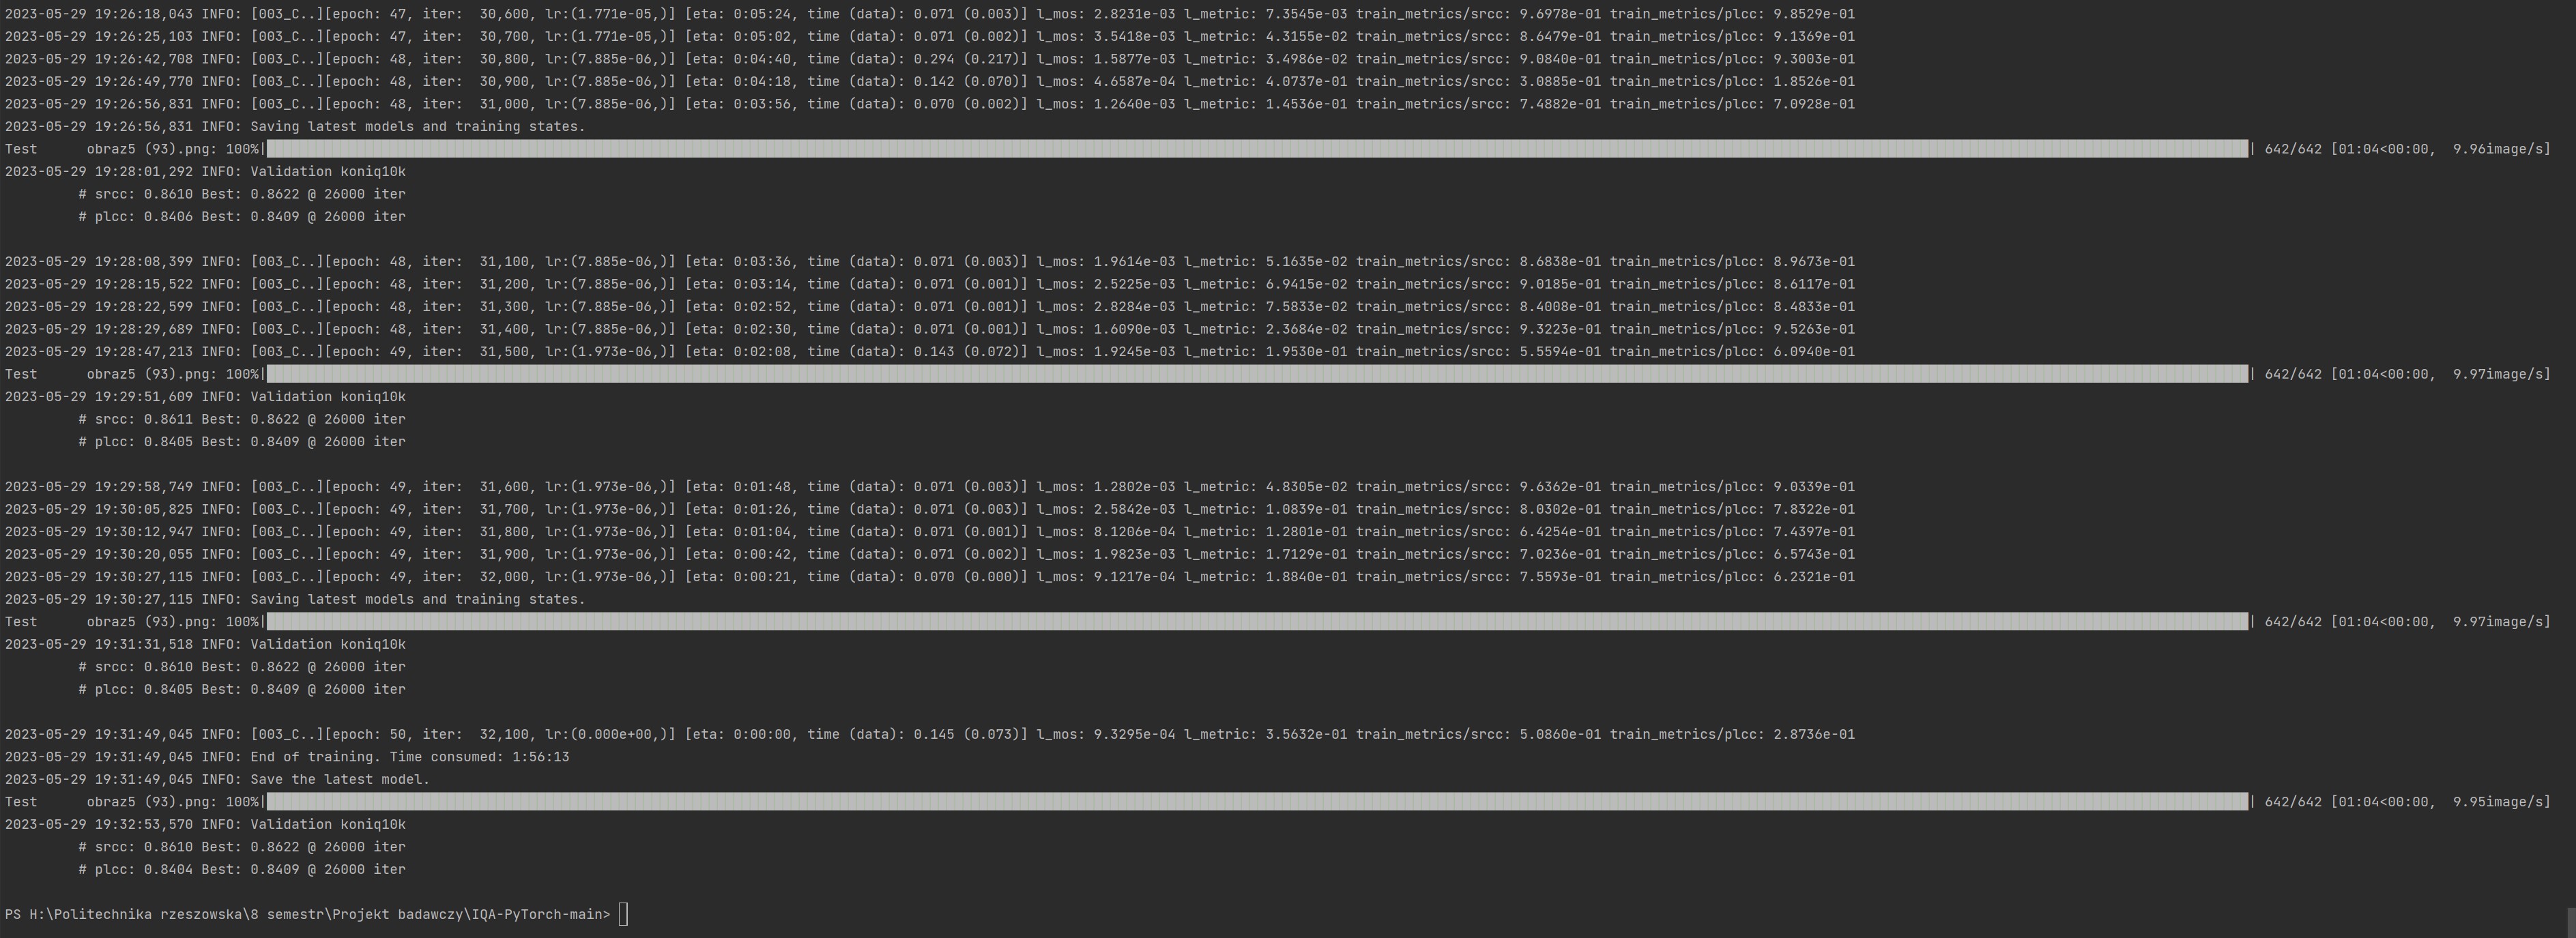 2023-05-29 19:26:18,043 INFO: [003_C..][epoch: 47, iter:  30,600, lr:(1.771e-05,)] [eta: 0:05:24, time (data): 0.071 (0.003)] l_mos: 2.8231e-03 l_metric: 7.3545e-03 train_metrics/srcc: 9.6978e-01 train_metrics/plcc: 9.8529e-01
2023-05-29 19:26:25,103 INFO: [003_C..][epoch: 47, iter:  30,700, lr:(1.771e-05,)] [eta: 0:05:02, time (data): 0.071 (0.002)] l_mos: 3.5418e-03 l_metric: 4.3155e-02 train_metrics/srcc: 8.6479e-01 train_metrics/plcc: 9.1369e-01
2023-05-29 19:26:42,708 INFO: [003_C..][epoch: 48, iter:  30,800, lr:(7.885e-06,)] [eta: 0:04:40, time (data): 0.294 (0.217)] l_mos: 1.5877e-03 l_metric: 3.4986e-02 train_metrics/srcc: 9.0840e-01 train_metrics/plcc: 9.3003e-01
2023-05-29 19:26:49,770 INFO: [003_C..][epoch: 48, iter:  30,900, lr:(7.885e-06,)] [eta: 0:04:18, time (data): 0.142 (0.070)] l_mos: 4.6587e-04 l_metric: 4.0737e-01 train_metrics/srcc: 3.0885e-01 train_metrics/plcc: 1.8526e-01
2023-05-29 19:26:56,831 INFO: [003_C..][epoch: 48, iter:  31,000, lr:(7.885e-06,)] [eta: 0:03:56, time (data): 0.070 (0.002)] l_mos: 1.2640e-03 l_metric: 1.4536e-01 train_metrics/srcc: 7.4882e-01 train_metrics/plcc: 7.0928e-01
2023-05-29 19:26:56,831 INFO: Saving latest models and training states.
Test      obraz5 (93).png: 100%|| 642/642 [01:04<00:00,  9.96image/s]
2023-05-29 19:28:01,292 INFO: Validation koniq10k
# srcc: 0.8610 Best: 0.8622 @ 26000 iter
# plcc: 0.8406 Best: 0.8409 @ 26000 iter
2023-05-29 19:28:08,399 INFO: [003_C..][epoch: 48, iter:  31,100, lr:(7.885e-06,)] [eta: 0:03:36, time (data): 0.071 (0.003)] l_mos: 1.9614e-03 l_metric: 5.1635e-02 train_metrics/srcc: 8.6838e-01 train_metrics/plcc: 8.9673e-01
2023-05-29 19:28:15,522 INFO: [003_C..][epoch: 48, iter:  31,200, lr:(7.885e-06,)] [eta: 0:03:14, time (data): 0.071 (0.001)] l_mos: 2.5225e-03 l_metric: 6.9415e-02 train_metrics/srcc: 9.0185e-01 train_metrics/plcc: 8.6117e-01
2023-05-29 19:28:22,599 INFO: [003_C..][epoch: 48, iter:  31,300, lr:(7.885e-06,)] [eta: 0:02:52, time (data): 0.071 (0.001)] l_mos: 2.8284e-03 l_metric: 7.5833e-02 train_metrics/srcc: 8.4008e-01 train_metrics/plcc: 8.4833e-01
2023-05-29 19:28:29,689 INFO: [003_C..][epoch: 48, iter:  31,400, lr:(7.885e-06,)] [eta: 0:02:30, time (data): 0.071 (0.001)] l_mos: 1.6090e-03 l_metric: 2.3684e-02 train_metrics/srcc: 9.3223e-01 train_metrics/plcc: 9.5263e-01
2023-05-29 19:28:47,213 INFO: [003_C..][epoch: 49, iter:  31,500, lr:(1.973e-06,)] [eta: 0:02:08, time (data): 0.143 (0.072)] l_mos: 1.9245e-03 l_metric: 1.9530e-01 train_metrics/srcc: 5.5594e-01 train_metrics/plcc: 6.0940e-01
Test      obraz5 (93).png: 100%|| 642/642 [01:04<00:00,  9.97image/s]
2023-05-29 19:29:51,609 INFO: Validation koniq10k
# srcc: 0.8611 Best: 0.8622 @ 26000 iter
# plcc: 0.8405 Best: 0.8409 @ 26000 iter
2023-05-29 19:29:58,749 INFO: [003_C..][epoch: 49, iter:  31,600, lr:(1.973e-06,)] [eta: 0:01:48, time (data): 0.071 (0.003)] l_mos: 1.2802e-03 l_metric: 4.8305e-02 train_metrics/srcc: 9.6362e-01 train_metrics/plcc: 9.0339e-01
2023-05-29 19:30:05,825 INFO: [003_C..][epoch: 49, iter:  31,700, lr:(1.973e-06,)] [eta: 0:01:26, time (data): 0.071 (0.003)] l_mos: 2.5842e-03 l_metric: 1.0839e-01 train_metrics/srcc: 8.0302e-01 train_metrics/plcc: 7.8322e-01
2023-05-29 19:30:12,947 INFO: [003_C..][epoch: 49, iter:  31,800, lr:(1.973e-06,)] [eta: 0:01:04, time (data): 0.071 (0.001)] l_mos: 8.1206e-04 l_metric: 1.2801e-01 train_metrics/srcc: 6.4254e-01 train_metrics/plcc: 7.4397e-01
2023-05-29 19:30:20,055 INFO: [003_C..][epoch: 49, iter:  31,900, lr:(1.973e-06,)] [eta: 0:00:42, time (data): 0.071 (0.002)] l_mos: 1.9823e-03 l_metric: 1.7129e-01 train_metrics/srcc: 7.0236e-01 train_metrics/plcc: 6.5743e-01
2023-05-29 19:30:27,115 INFO: [003_C..][epoch: 49, iter:  32,000, lr:(1.973e-06,)] [eta: 0:00:21, time (data): 0.070 (0.000)] l_mos: 9.1217e-04 l_metric: 1.8840e-01 train_metrics/srcc: 7.5593e-01 train_metrics/plcc: 6.2321e-01
2023-05-29 19:30:27,115 INFO: Saving latest models and training states.
Test      obraz5 (93).png: 100%|| 642/642 [01:04<00:00,  9.97image/s]
2023-05-29 19:31:31,518 INFO: Validation koniq10k
# srcc: 0.8610 Best: 0.8622 @ 26000 iter
# plcc: 0.8405 Best: 0.8409 @ 26000 iter
2023-05-29 19:31:49,045 INFO: [003_C..][epoch: 50, iter:  32,100, lr:(0.000e+00,)] [eta: 0:00:00, time (data): 0.145 (0.073)] l_mos: 9.3295e-04 l_metric: 3.5632e-01 train_metrics/srcc: 5.0860e-01 train_metrics/plcc: 2.8736e-01
2023-05-29 19:31:49,045 INFO: End of training. Time consumed: 1:56:13
2023-05-29 19:31:49,045 INFO: Save the latest model.
Test      obraz5 (93).png: 100%|| 642/642 [01:04<00:00,  9.95image/s]
2023-05-29 19:32:53,570 INFO: Validation koniq10k
# srcc: 0.8610 Best: 0.8622 @ 26000 iter
# plcc: 0.8404 Best: 0.8409 @ 26000 iter
PS H:\Politechnika rzeszowska\8 semestr\Projekt badawczy\IQA-PyTorch-main>